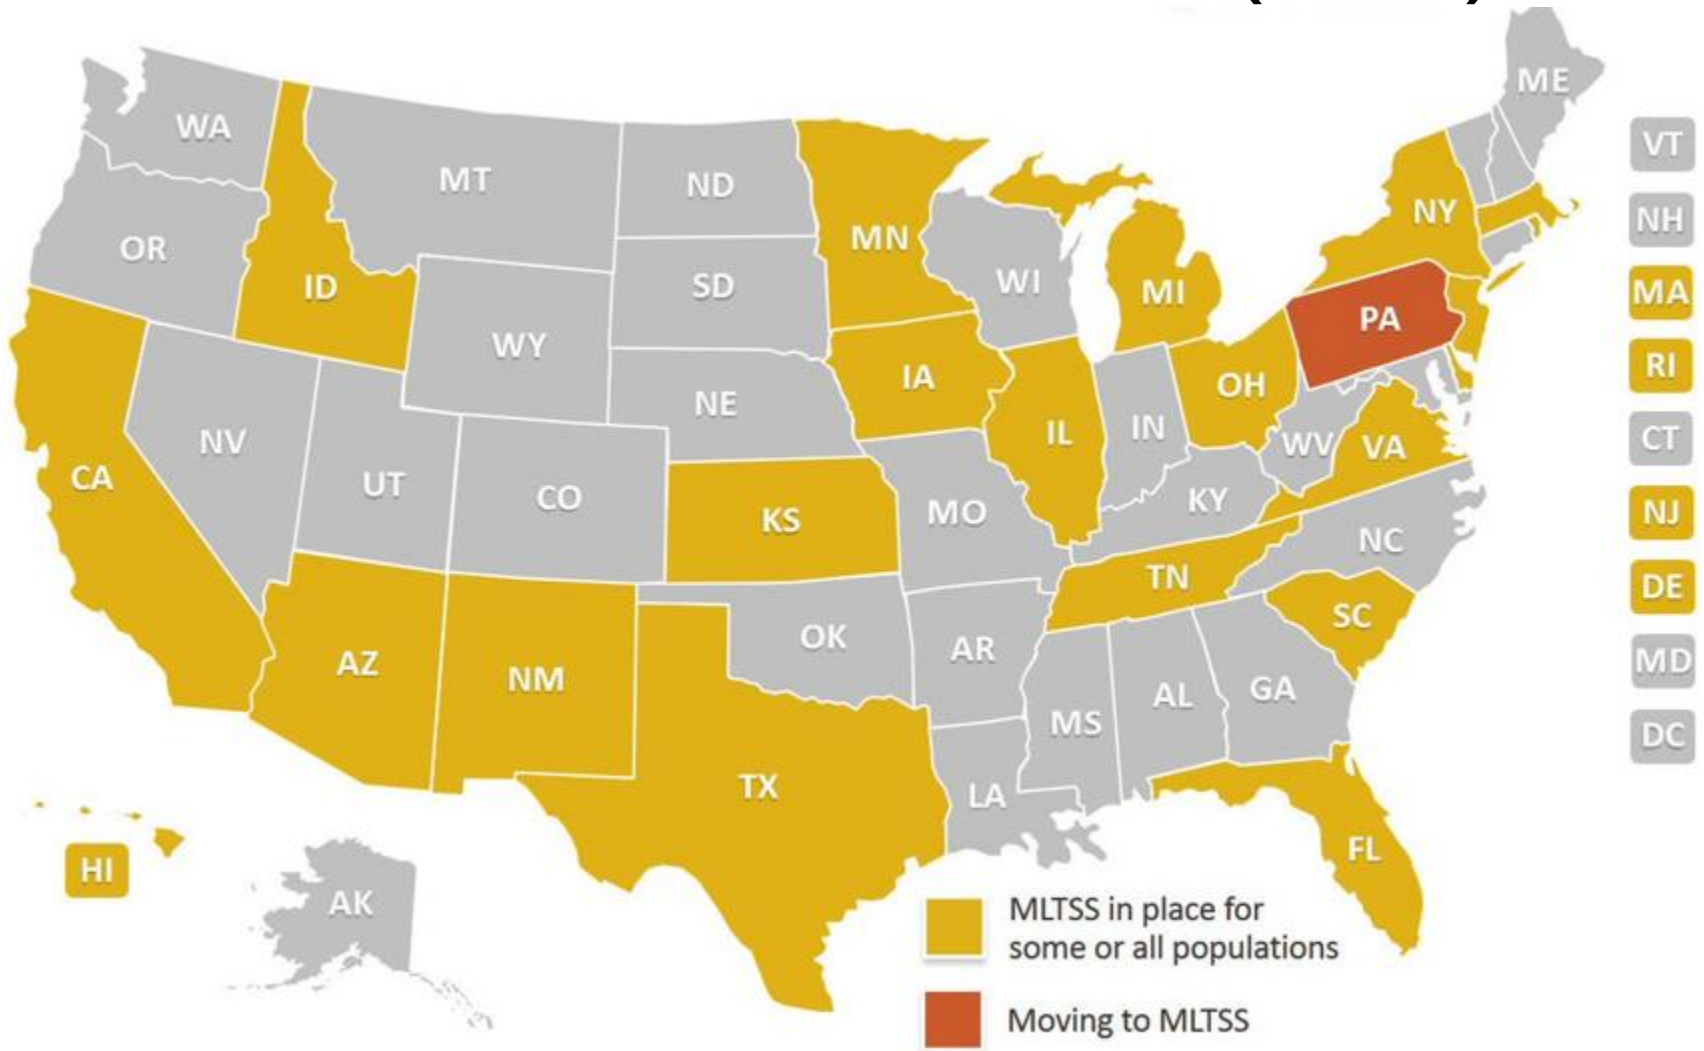 ME
WA
VT
MT
ND
NH
NY
MN
OR
WI
SD
ID
MI
MA
PA
WY
RI
IA
OH
NE
IL
IN
CT
NV
WV
VA
CA
UT
CO
KY
MO
KS
NJ
NC
TN
DE
SC
OK
AR
AZ
NM
MD
GA
AL
MS
DC
TX
LA
FL
HI
AK
MLTSS in place for
some or all populations
Moving to MLTSS